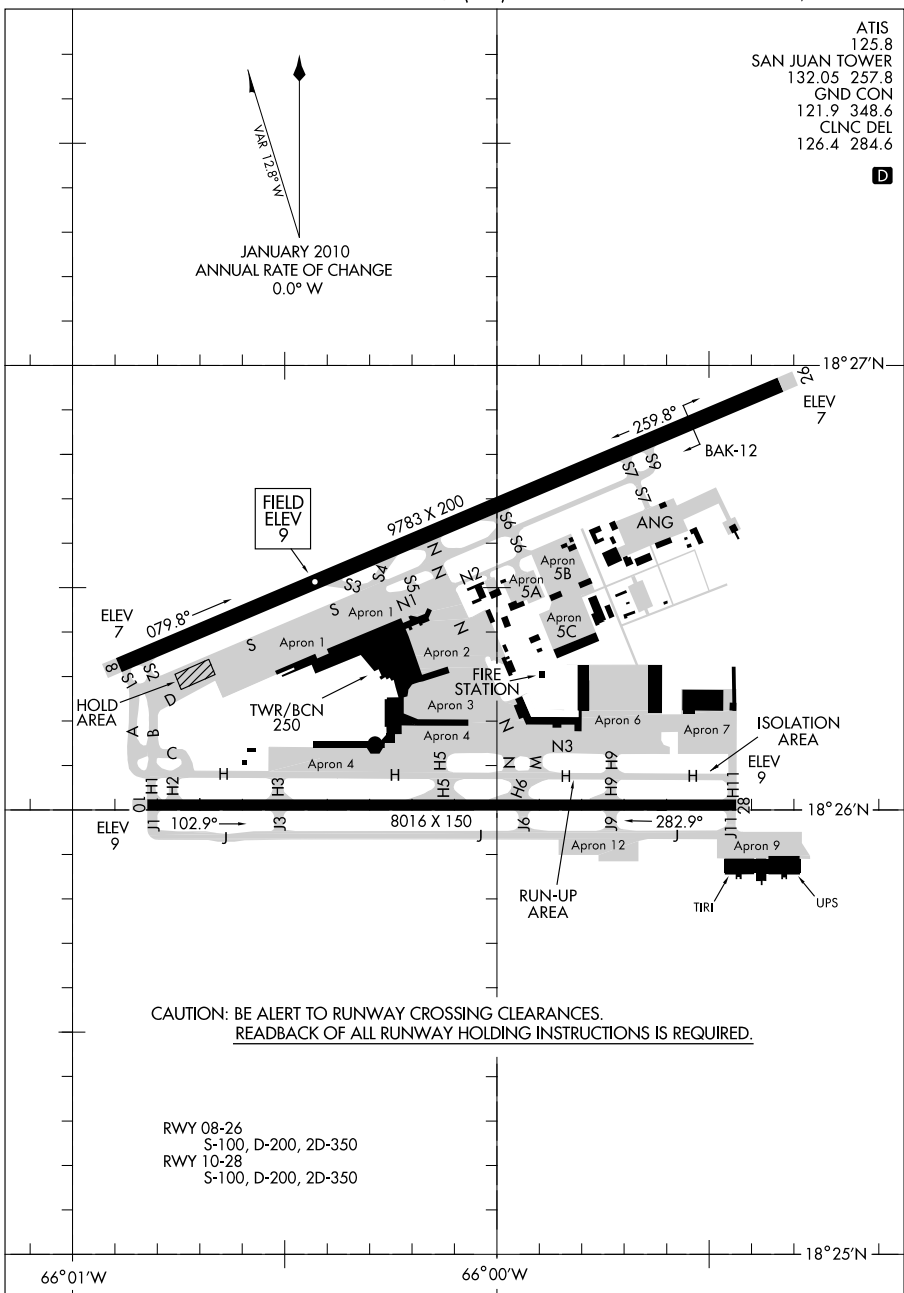 ATIS
125.8
SAN JUAN TOWER
132.05 257.8
GND CON
121.9 348.6
CLNC DEL
126.4 284.6
D
VAR 12.8° W
JANUARY 2010
ANNUAL RATE OF CHANGE
0.0° W
18°27'N
26
ELEV
7
259.8°
BAK-12
FIELD
ELEV
9
9783 X 200
S7
S9
S7
ANG
S6
S6
N
N
N2
Apron
5A
Apron
5B
Apron
5C
S3
S4
S5
N1
S
Apron 1
ELEV
7
079.8°
S
Apron 1
N
Apron 2
8
S1
S2
D
HOLD
AREA
TWR/BCN
250
FIRE
STATION
Apron 3
Apron 4
N
Apron 6
Apron 7
ISOLATION
AREA
A
B
C
Apron 4
H5
N
W
N3
H9
ELEV
9
H
H
H
H
H1
H2
H3
H5
H6
H9
H11
10
28
18°26'N
ELEV
9
J1
102.9°
J
J3
8016 X 150
J
J6
J9
282.9°
J
J11
Apron 12
Apron 9
RUN-UP
AREA
TIRI
UPS
CAUTION: BE ALERT TO RUNWAY CROSSING CLEARANCES.
READBACK OF ALL RUNWAY HOLDING INSTRUCTIONS IS REQUIRED.
RWY 08-26
S-100, D-200, 2D-350
RWY 10-28
S-100, D-200, 2D-350
18°25'N
66°01'W
66°00'W